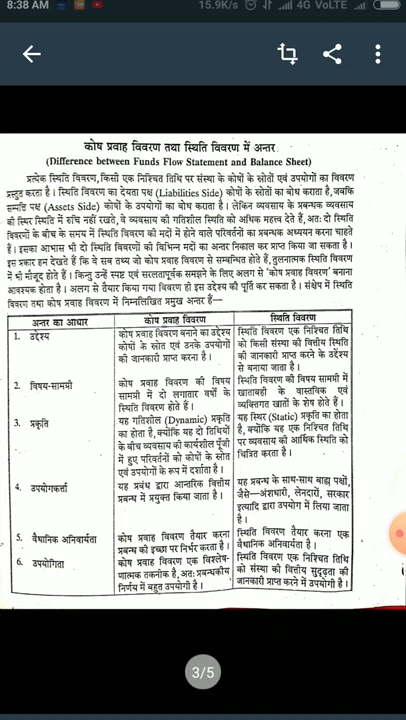 8:38 AM 15.9K/s 4G VoLTE
कोष प्रवाह विवरण तथा स्थिति विवरण में अन्तर
(Difference between Funds Flow Statement and Balance Sheet)
प्रत्येक स्थिति विवरण, किसी एक निश्चित तिथि पर संस्था के कोषों के स्रोतों एवं उपयोगों का विवरण
प्रस्तुत करता है। स्थिति विवरण का देयता पक्ष (Liabilities Side) कोषों के स्रोतों का बोध कराता है, जबकि
सम्पत्ति पक्ष (Assets Side) कोषों के उपयोगों का बोध कराता है। लेकिन व्यवसाय के प्रबन्धक व्यवसाय
की स्थिर स्थिति में रुचि नहीं रखते, वे व्यवसाय की गतिशील स्थिति को अधिक महत्त्व देते हैं, अतः दो स्थिति
विवरणों के बीच के समय में स्थिति विवरण की मदों में होने वाले परिवर्तनों का प्रबन्धक अध्ययन करना चाहते
हैं। इसका आभास भी दो स्थिति विवरणों की विभिन्न मदों का अन्तर निकाल कर प्राप्त किया जा सकता है।
इस प्रकार हम देखते हैं कि वे सब तथ्य जो कोष प्रवाह विवरण से सम्बन्धित होते हैं, तुलनात्मक स्थिति विवरण
में भी मौजूद होते हैं। किन्तु उन्हें स्पष्ट एवं सरलतापूर्वक समझने के लिए अलग से 'कोष प्रवाह विवरण' बनाना
आवश्यक होता है। अलग से तैयार किया गया विवरण ही इस उद्देश्य की पूर्ति कर सकता है। संक्षेप में स्थिति
विवरण तथा कोष प्रवाह विवरण में निम्नलिखित प्रमुख अन्तर हैं—
अन्तर का आधार कोष प्रवाह विवरण स्थिति विवरण
1. उद्देश्य कोष प्रवाह विवरण बनाने का उद्देश्य स्थिति विवरण एक निश्चित तिथि
कोषों के स्रोत एवं उनके उपयोगों को किसी संस्था की वित्तीय स्थिति
की जानकारी प्राप्त करना है। की जानकारी प्राप्त करने के उद्देश्य
से बनाया जाता है।
2. विषय-सामग्री कोष प्रवाह विवरण की विषय स्थिति विवरण की विषय सामग्री में
सामग्री में दो लगातार वर्षों के खाताबही के वास्तविक एवं
स्थिति विवरण होते हैं। व्यक्तिगत खातों के शेष होते हैं।
3. प्रकृति यह गतिशील (Dynamic) प्रकृति यह स्थिर (Static) प्रकृति का होता
का होता है, क्योंकि यह दो तिथियों है, क्योंकि यह एक निश्चित तिथि
के बीच व्यवसाय की कार्यशील पूँजी पर व्यवसाय की आर्थिक स्थिति को
में हुए परिवर्तनों को कोषों के स्रोत चित्रित करता है।
एवं उपयोगों के रूप में दर्शाता है।
4. उपयोगकर्त्ता यह प्रबंध द्वारा आन्तरिक वित्तीय यह प्रबन्ध के साथ-साथ बाह्य पक्षों,
प्रबन्ध में प्रयुक्त किया जाता है। जैसे—अंशधारी, लेनदारों, सरकार
इत्यादि द्वारा उपयोग में लिया जाता
है।
5. वैधानिक अनिवार्यता कोष प्रवाह विवरण तैयार करना स्थिति विवरण तैयार करना एक
प्रबन्ध की इच्छा पर निर्भर करता है। वैधानिक अनिवार्यता है।
6. उपयोगिता कोष प्रवाह विवरण एक विश्लेष- स्थिति विवरण एक निश्चित तिथि
णात्मक तकनीक है, अतः प्रबन्धकीय को संस्था की वित्तीय सुदृढ़ता की
निर्णय में बहुत उपयोगी है। जानकारी प्राप्त करने में उपयोगी है।
3/5